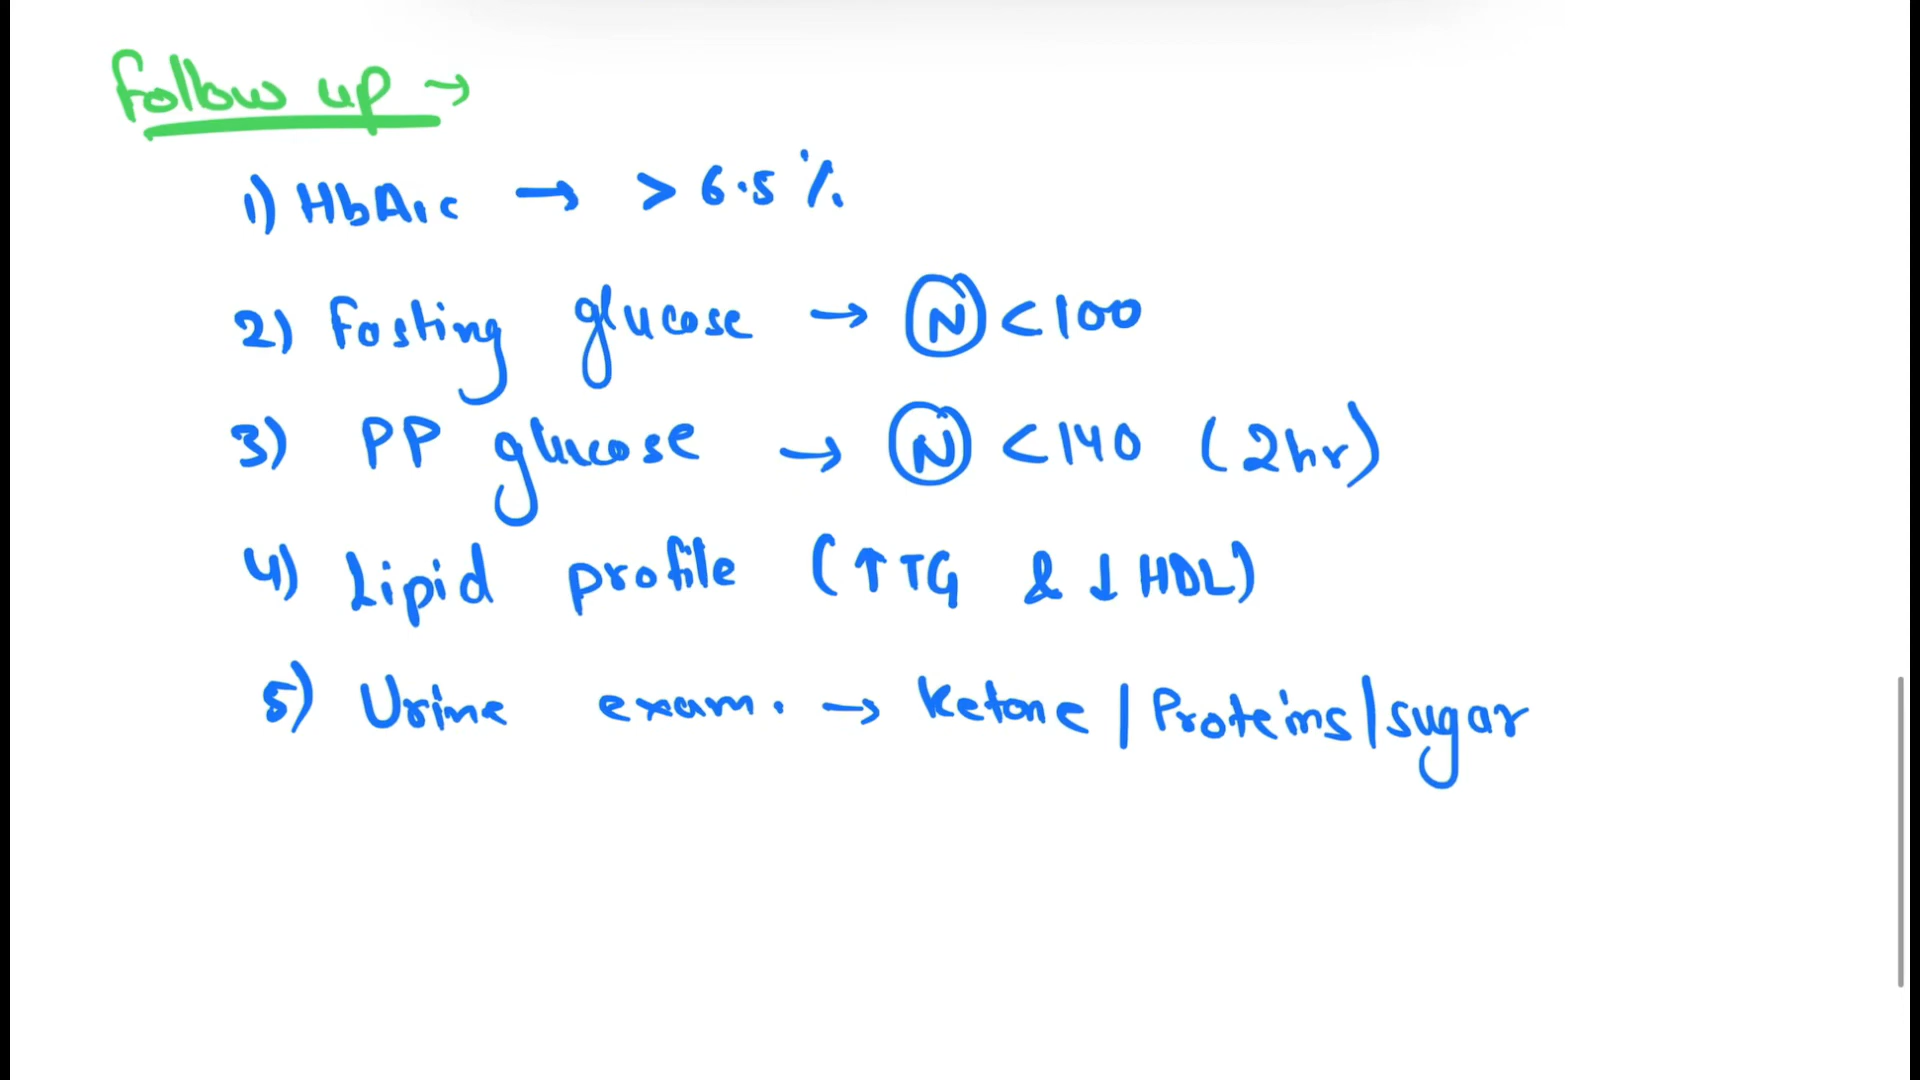 Follow up →
1) HbA1c → > 6.5 %
2) Fasting glucose → Ⓝ < 100
3) PP glucose → Ⓝ < 140 (2hr)
4) Lipid profile (↑ TG & ↓ HDL)
5) Urine exam. → Ketone | Proteins | sugar